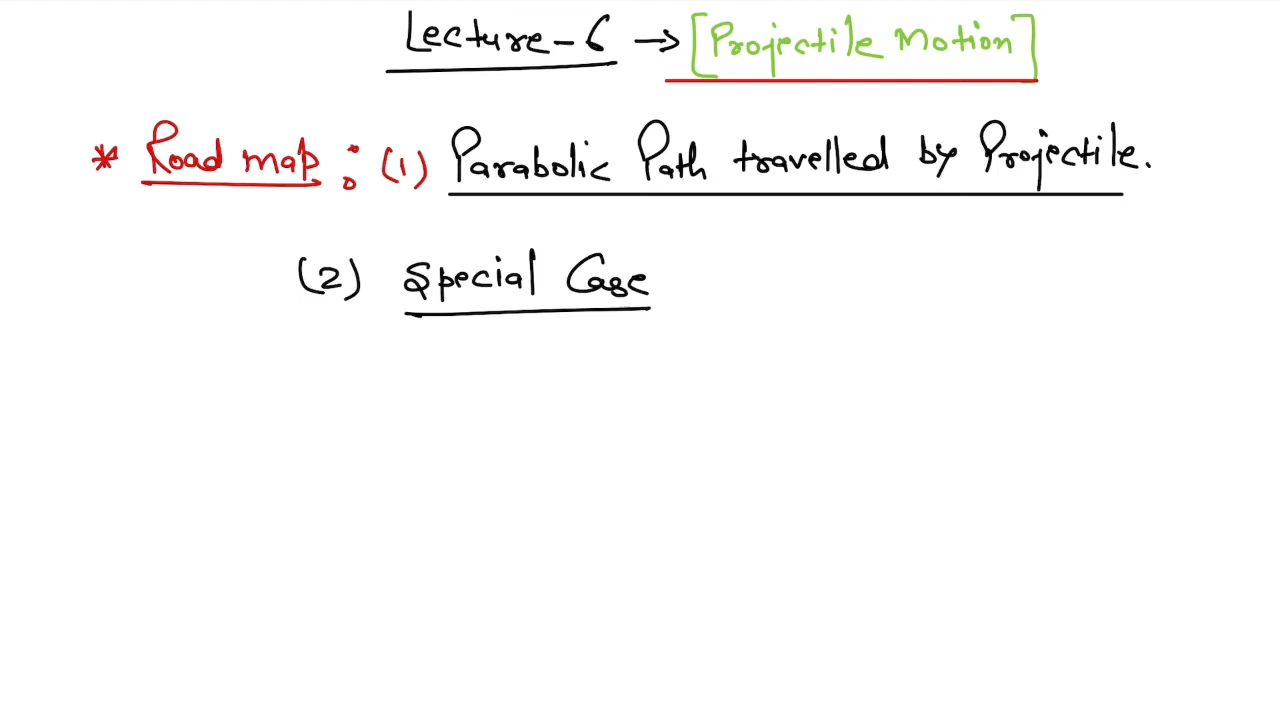 Lecture-6 → [Projectile Motion]
* Road map : (1) Parabolic Path travelled by Projectile.
(2) Special Case